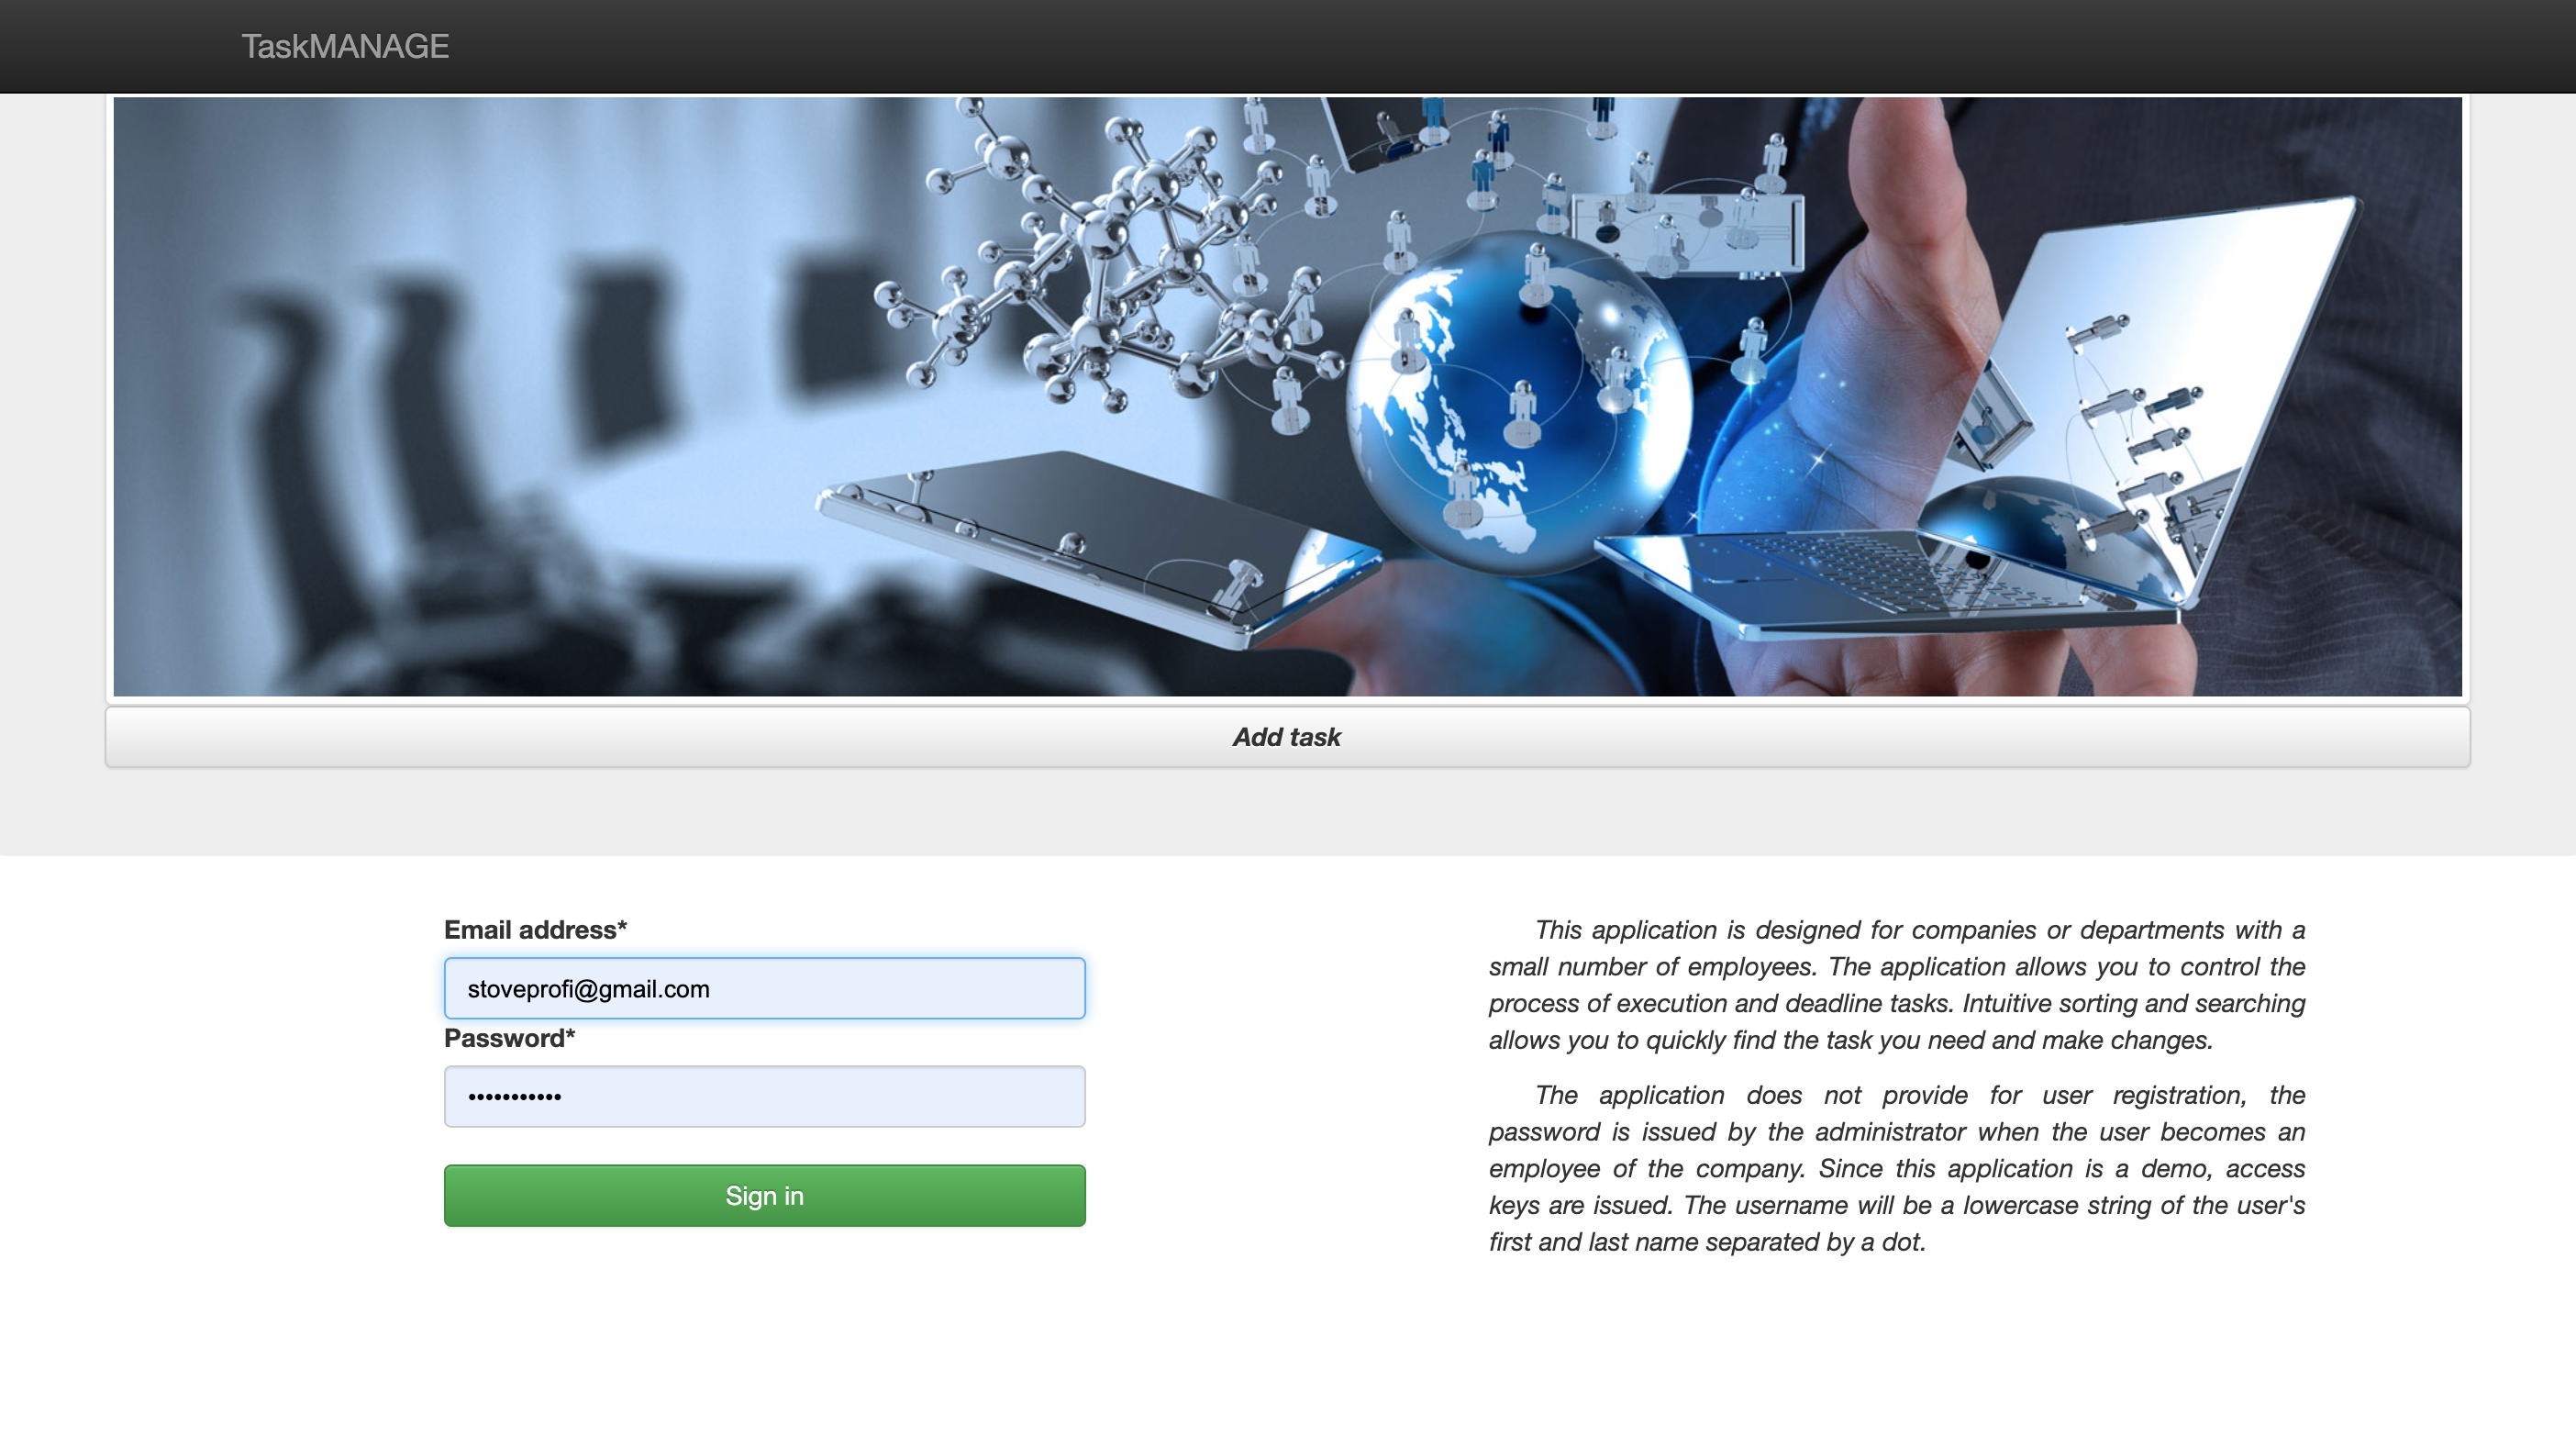 TaskMANAGE
Add task
Email address*
stoveprofi@gmail.com
Password*
•••••••••••
Sign in
This application is designed for companies or departments with a
small number of employees. The application allows you to control the
process of execution and deadline tasks. Intuitive sorting and searching
allows you to quickly find the task you need and make changes.
The application does not provide for user registration, the
password is issued by the administrator when the user becomes an
employee of the company. Since this application is a demo, access
keys are issued. The username will be a lowercase string of the user's
first and last name separated by a dot.